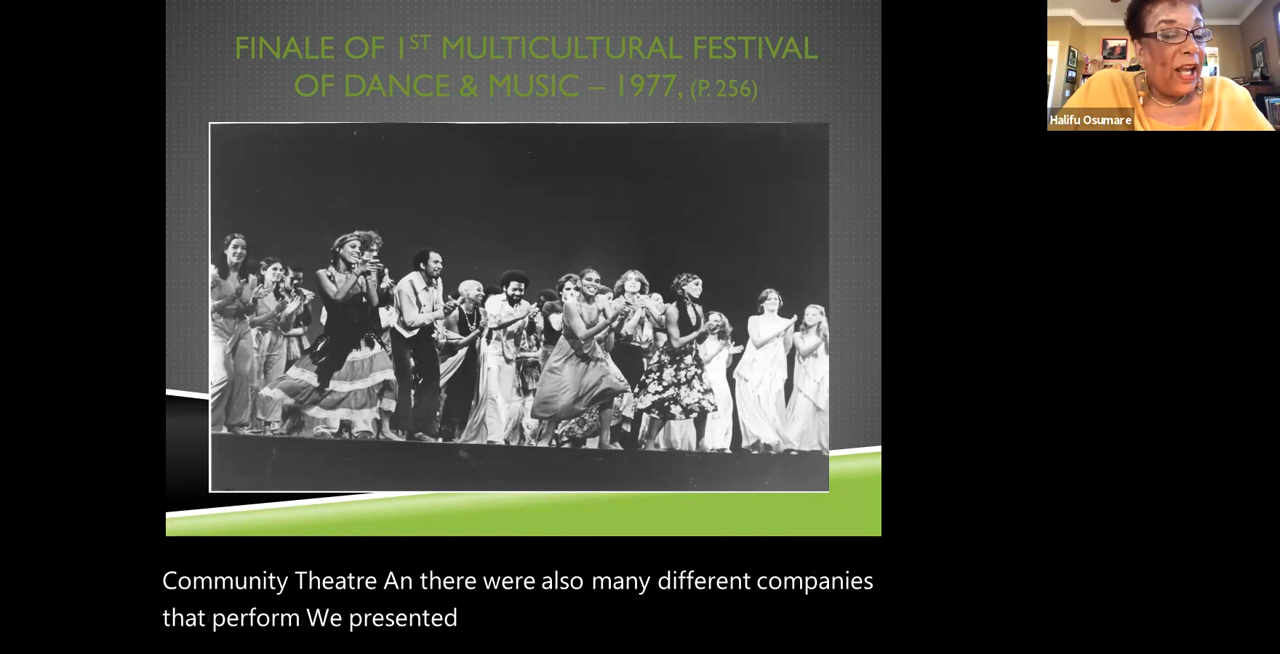 FINALE OF 1ST MULTICULTURAL FESTIVAL
OF DANCE & MUSIC – 1977, (P. 256)
Halifu Osumare
Community Theatre An there were also many different companies
that perform We presented